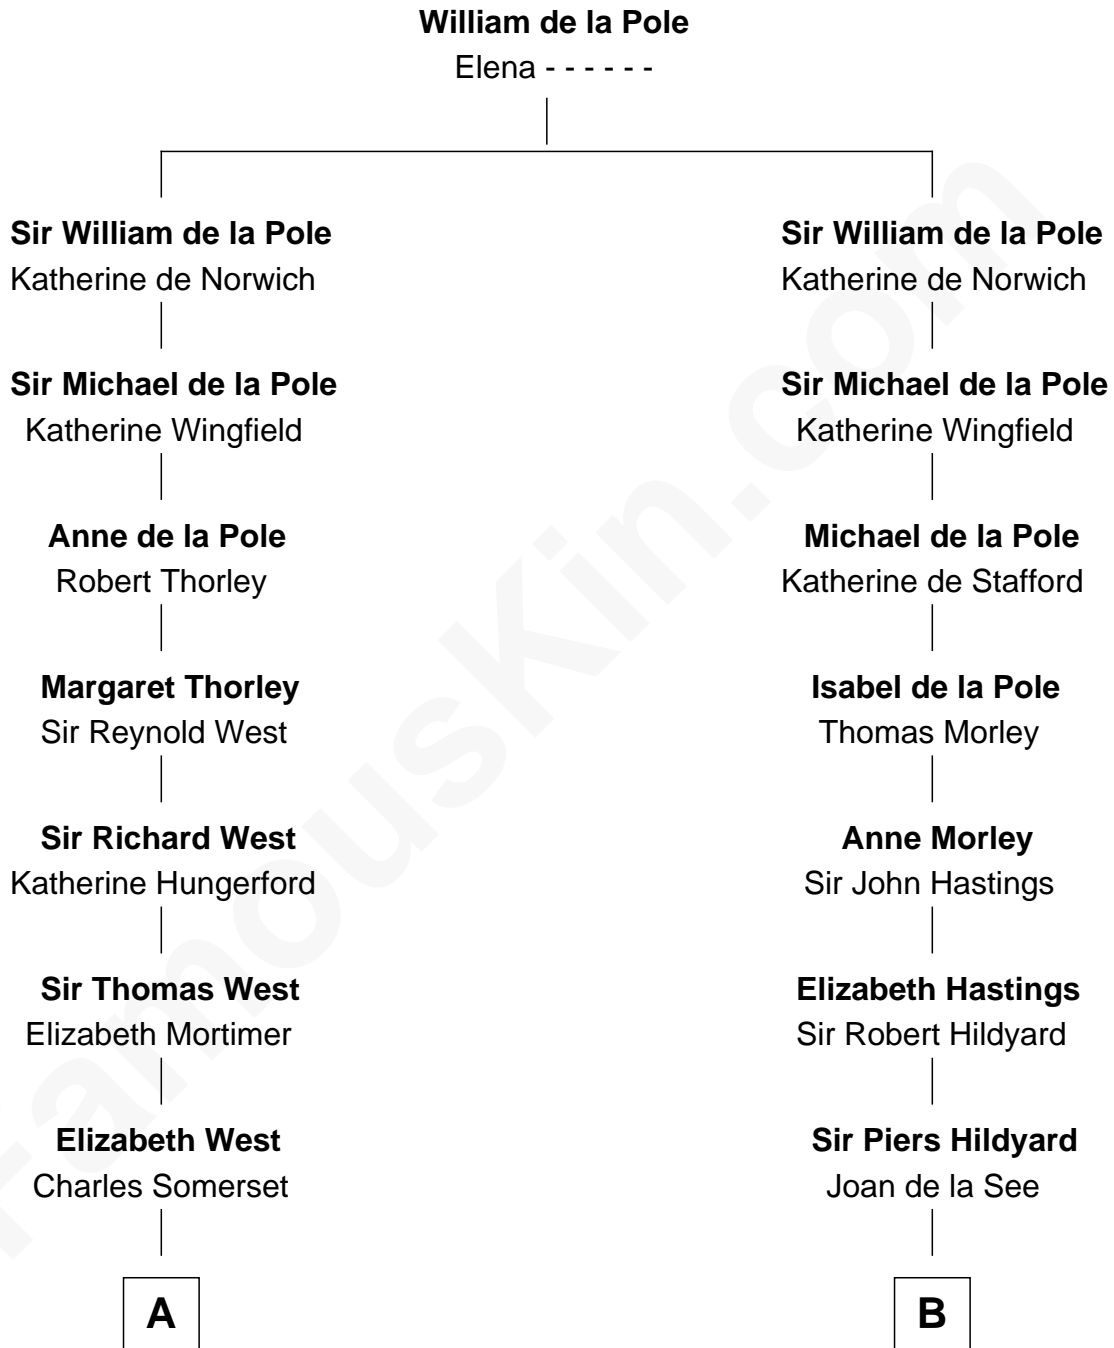 William de la Pole
Elena - - - - - -
Sir William de la Pole
Katherine de Norwich
Sir William de la Pole
Katherine de Norwich
Sir Michael de la Pole
Katherine Wingfield
Sir Michael de la Pole
Katherine Wingfield
Anne de la Pole
Robert Thorley
Michael de la Pole
Katherine de Stafford
Margaret Thorley
Sir Reynold West
Isabel de la Pole
Thomas Morley
Sir Richard West
Katherine Hungerford
Anne Morley
Sir John Hastings
Sir Thomas West
Elizabeth Mortimer
Elizabeth Hastings
Sir Robert Hildyard
Elizabeth West
Charles Somerset
Sir Piers Hildyard
Joan de la See
A
B
FamousKin.com